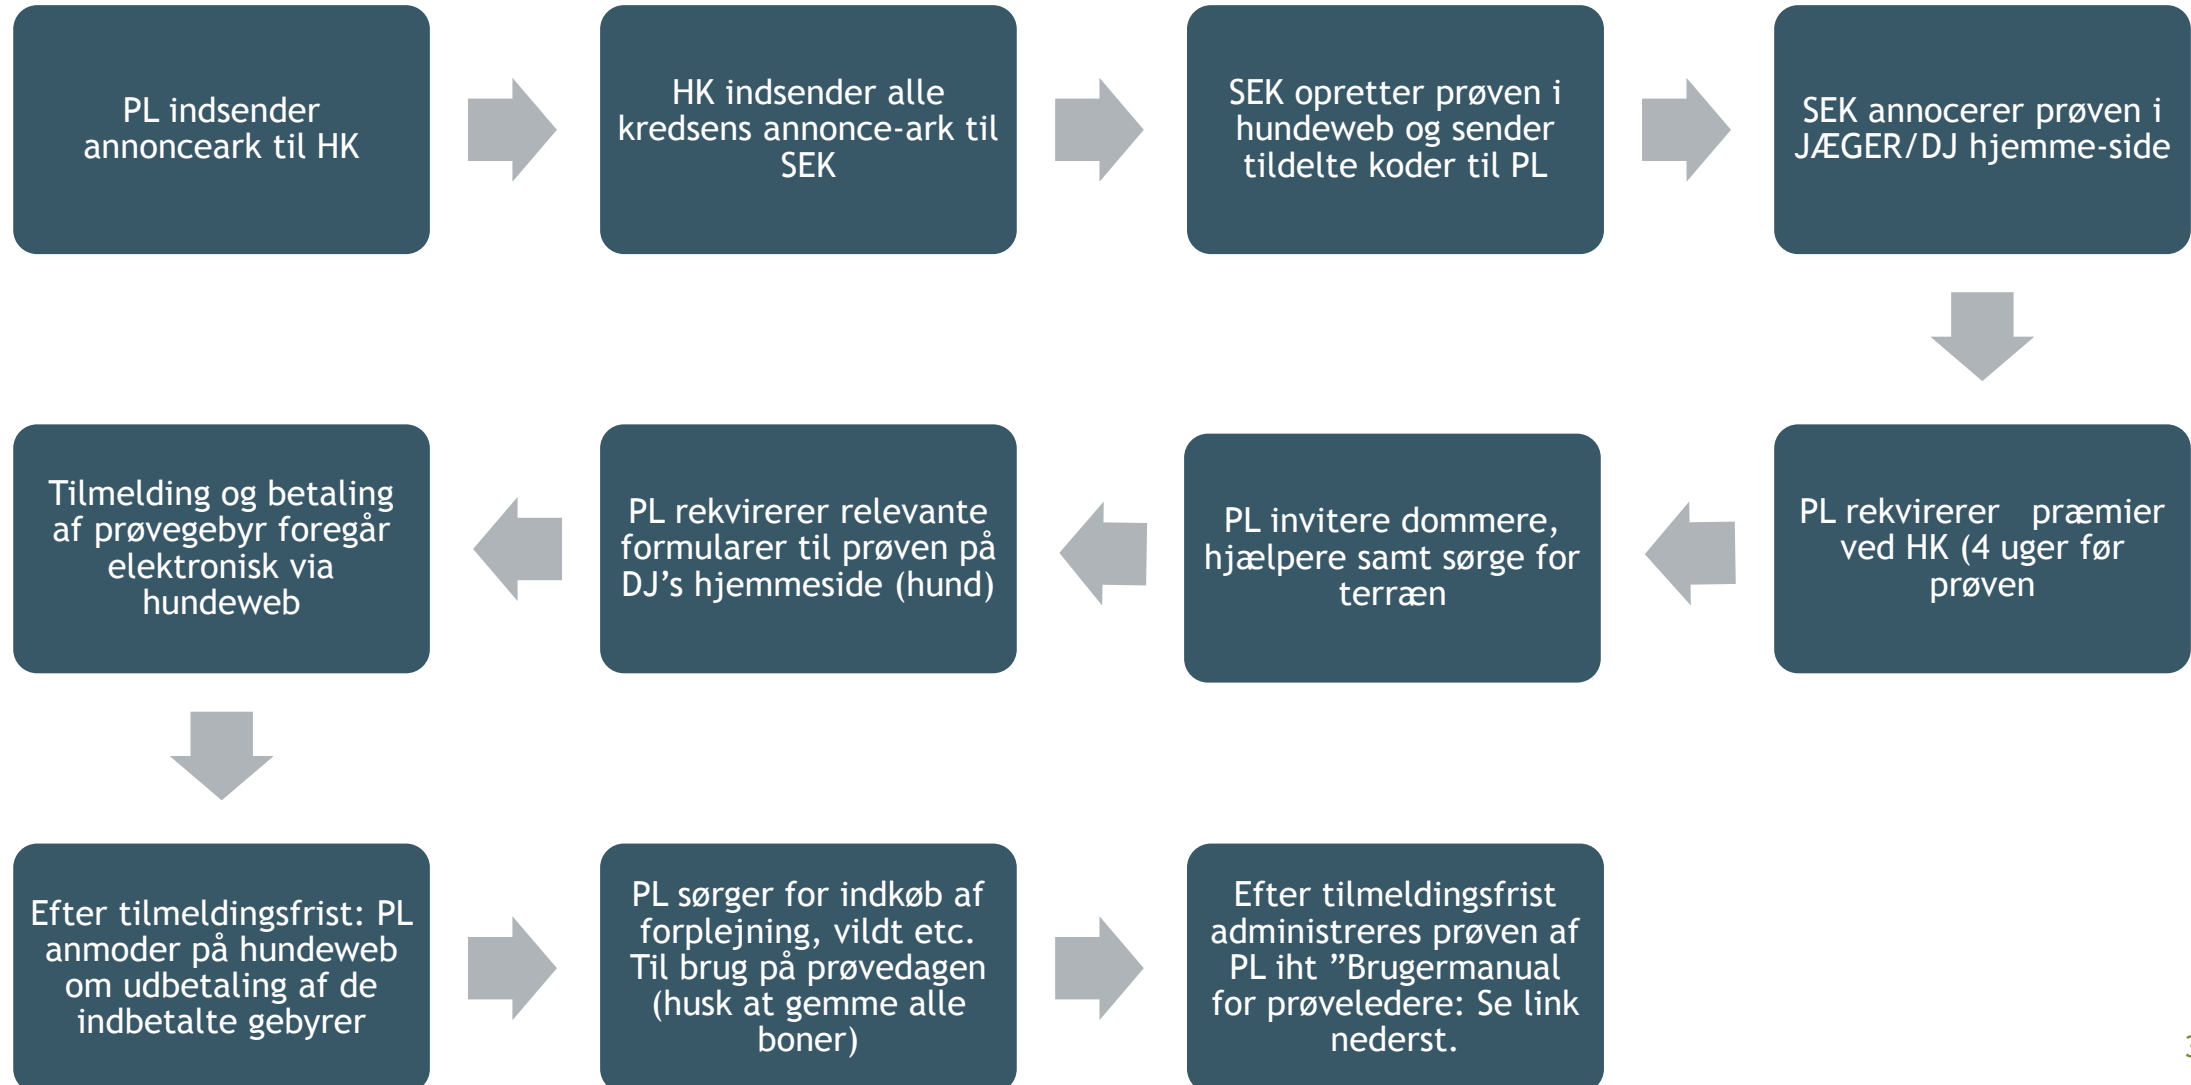 PL indsender
annonceark til HK
HK indsender alle
kredsens annonce-ark til
SEK
SEK opretter prøven i
hundeweb og sender
tildelte koder til PL
SEK annocerer prøven i
JÆGER/DJ hjemme-side
PL rekvirerer præmier
ved HK (4 uger før
prøven
PL invitere dommere,
hjælpere samt sørge for
terræn
PL rekvirerer relevante
formularer til prøven på
DJ’s hjemmeside (hund)
Tilmelding og betaling
af prøvegebyr foregår
elektronisk via
hundeweb
Efter tilmeldingsfrist: PL
anmoder på hundeweb
om udbetaling af de
indbetalte gebyrer
PL sørger for indkøb af
forplejning, vildt etc.
Til brug på prøvedagen
(husk at gemme alle
boner)
Efter tilmeldingsfrist
administreres prøven af
PL iht ”Brugermanual
for prøveledere: Se link
nederst.